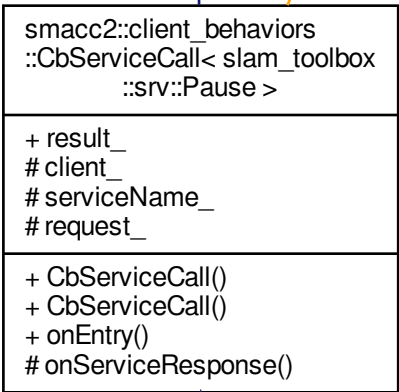 smacc2::client_behaviors
::CbServiceCall< slam_toolbox
::srv::Pause >
+ result_
# client_
# serviceName_
# request_
+ CbServiceCall()
+ CbServiceCall()
+ onEntry()
# onServiceResponse()